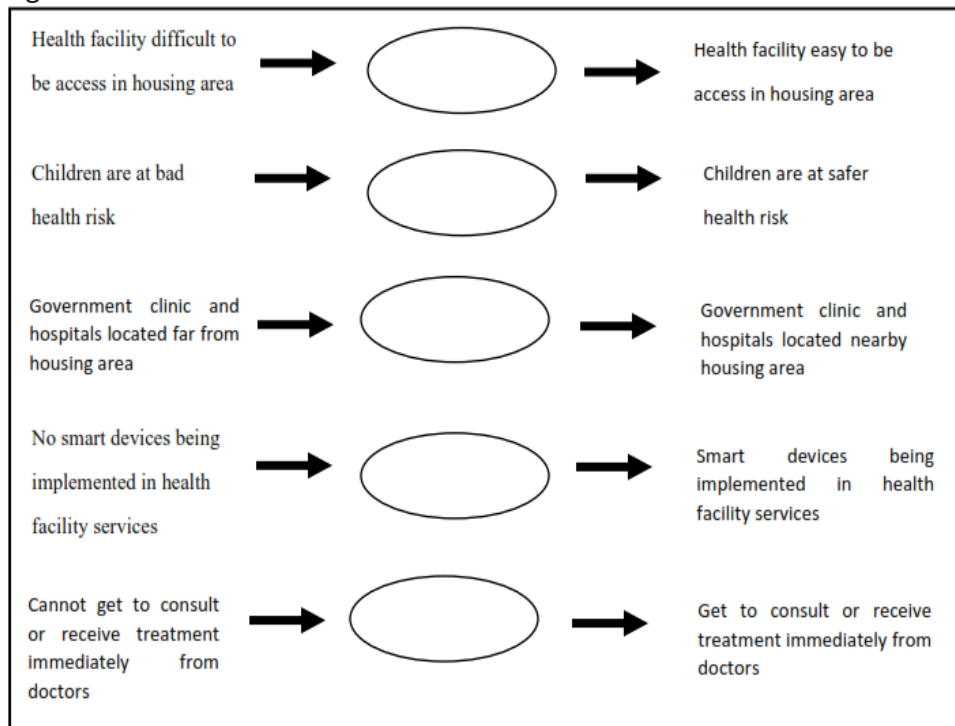 Health facility difficult to
be access in housing area
Health facility easy to be
access in housing area
Children are at bad
health risk
Children are at safer
health risk
Government clinic and
hospitals located far from
housing area
Government clinic and
hospitals located nearby
housing area
No smart devices being
implemented in health
facility services
Smart devices being
implemented in health
facility services
Cannot get to consult
or receive treatment
immediately from
doctors
Get to consult or receive
treatment immediately from
doctors